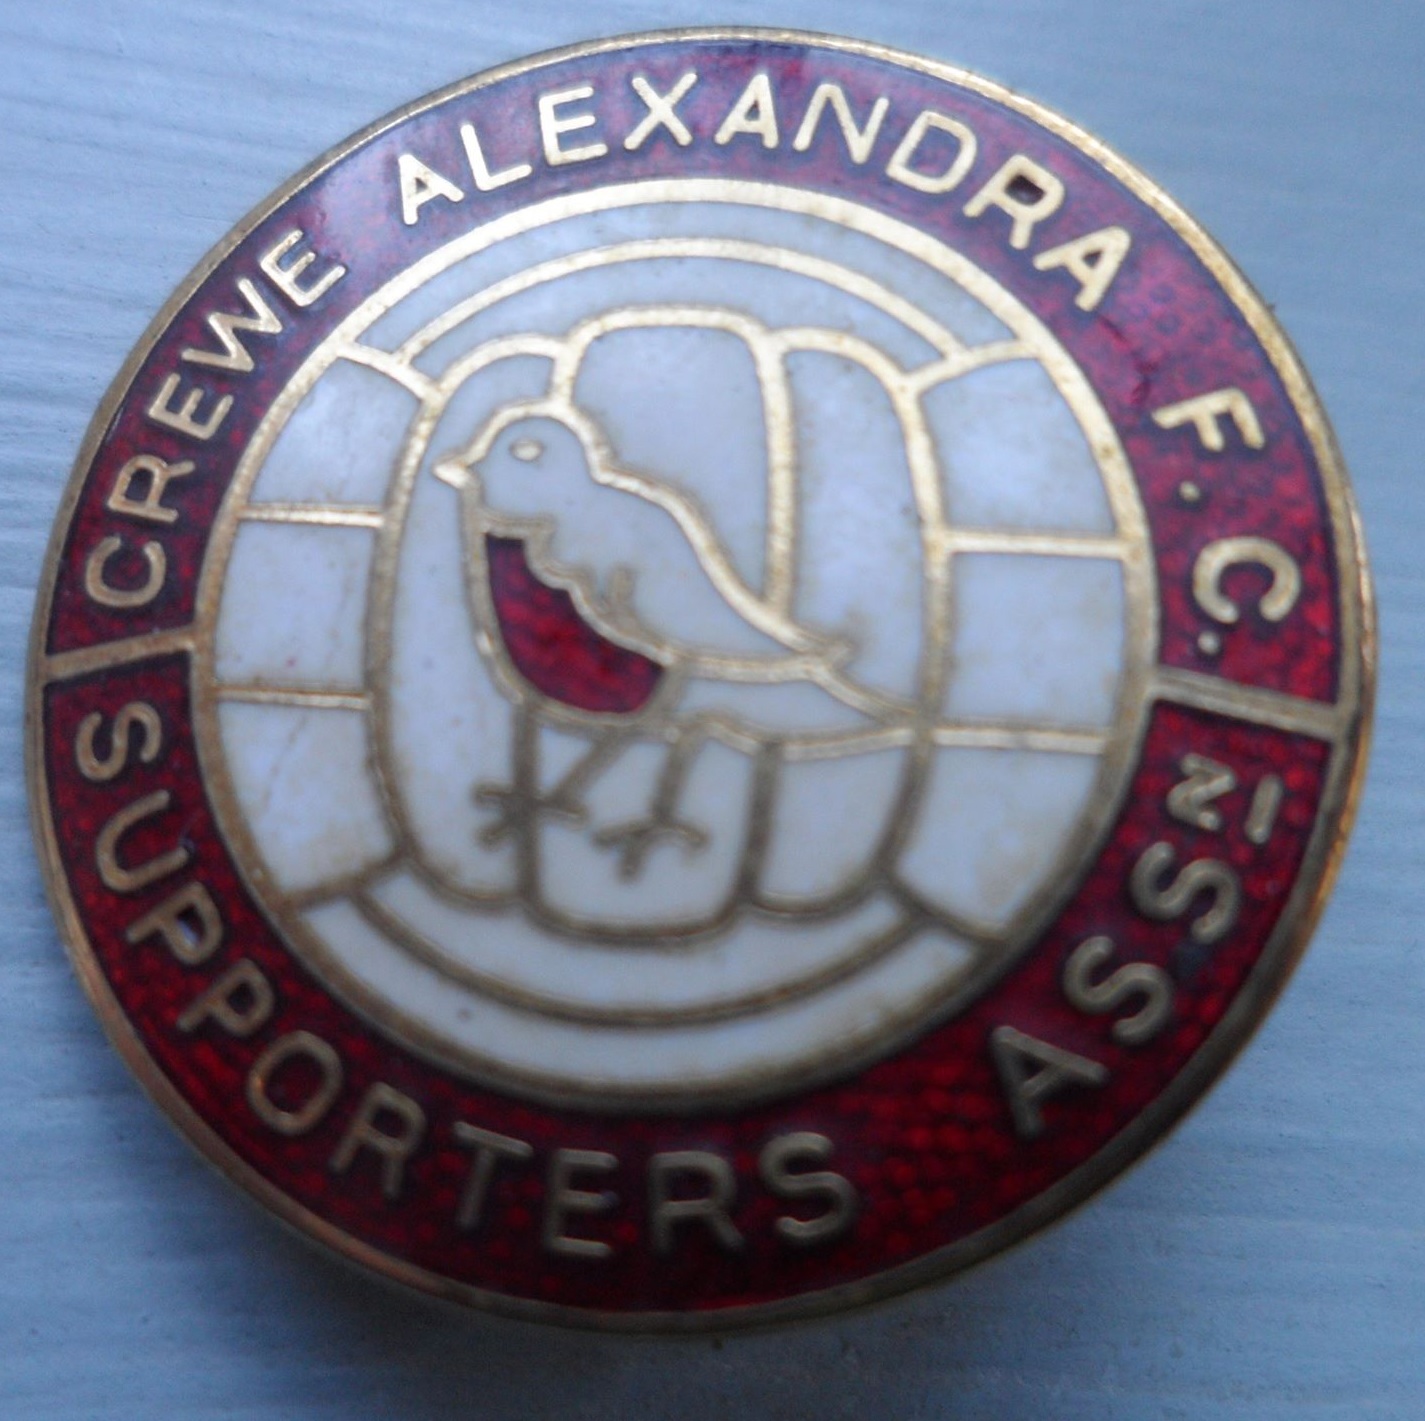 CREWE ALEXANDRA F.C.
SUPPORTERS ASSN